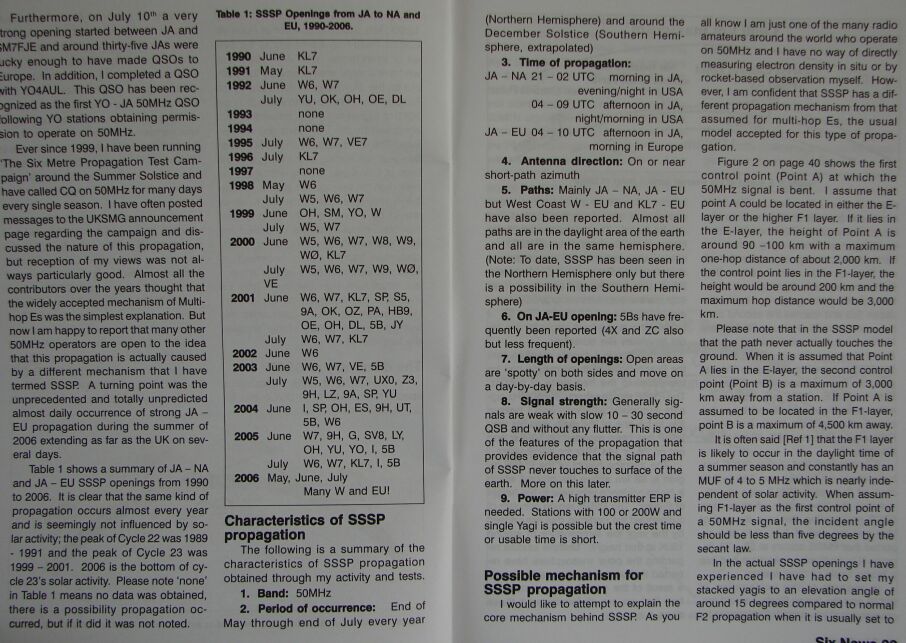 Furthermore, on July 10th a very
trong opening started between JA and
SM7FJE and around thirty-five JAs were
ucky enough to have made QSOs to
Europe. In addition, I completed a QSO
with YO4AUL. This QSO has been rec-
ognized as the first YO - JA 50MHz QSO
following YO stations obtaining permis-
sion to operate on 50MHz.
Ever since 1919, I have been running
'The Six Metre Propagation Test Cam-
paign' around the Summer Solstice and
have called CQ on 50MHz for many days
every single season. I have often posted
messages to the UKSMG announcement
page regarding the campaign and dis-
cussed the nature of this propagation,
but reception of my views was not al-
ways particularly good. Almost all the
contributors over the years thought that
the widely accepted mechanism of Multi-
hop Es was the simplest explanation. But
now I am happy to report that many other
50MHz operators are open to the idea
that this propagation is actually caused
by a different mechanism that I have
termed SSSP. A turning point was the
unprecedented and totally unpredicted
almost daily occurrence of strong JA –
EU propagation during the summer of
2006 extending as far as the UK on sev-
eral days.
Table 1 shows a summary of JA – NA
and JA – EU SSSP openings from 1990
to 2006. It is clear that the same kind of
propagation occurs almost every year
and is seemingly not influenced by so-
lar activity; the peak of Cycle 22 was 1989
- 1991 and the peak of Cycle 23 was
1999 – 2001. 2006 is the bottom of cy-
cle 23's solar activity. Please note 'none'
in Table 1 means no data was obtained,
there is a possibility propagation oc-
curred, but if it did it was not noted.
Table 1: SSSP Openings from JA to NA and
EU, 1990-2006.
1990 June KL7
1991 May KL7
1992 June W6, W7
July YU, OK, OH, OE, DL
1993 none
1994 none
1995 July W6, W7, VE7
1996 July KL7
1997 none
1998 May W6
July W5, W6, W7
1999 June OH, SM, YO, W
July W5, W7
2000 June W5, W6, W7, W8, W9,
WØ, KL7
July W5, W6, W7, W9, WØ,
VE
2001 June W6, W7, KL7, SP, S5,
9A, OK, OZ, PA, HB9,
OE, OH, DL, 5B, JY
July W6, W7, KL7
2002 June W6
2003 June W6, W7, VE, 5B
July W5, W6, W7, UX0, Z3,
9H, LZ, 9A, SP, YU
2004 June I, SP, OH, ES, 9H, UT,
5B, W6
2005 June W7, 9H, G, SV8, LY,
OH, YU, YO, I, 5B
July W6, W7, KL7, I, 5B
2006 May, June, July
Many W and EU!
Characteristics of SSSP
propagation
The following is a summary of the
characteristics of SSSP propagation
obtained through my activity and tests.
1. Band: 50MHz
2. Period of occurrence: End of
May through end of July every year
(Northern Hemisphere) and around the
December Solstice (Southern Hemi-
sphere, extrapolated)
3. Time of propagation:
JA – NA 21 – 02 UTC morning in JA,
evening/night in USA
04 – 09 UTC afternoon in JA,
night/morning in USA
JA – EU 04 – 10 UTC afternoon in JA,
morning in Europe
4. Antenna direction: On or near
short-path azimuth
5. Paths: Mainly JA – NA, JA - EU
but West Coast W - EU and KL7 - EU
have also been reported. Almost all
paths are in the daylight area of the earth
and all are in the same hemisphere.
(Note: To date, SSSP has been seen in
the Northern Hemisphere only but there
is a possibility in the Southern Hemi-
sphere)
6. On JA-EU opening: 5Bs have fre-
quently been reported (4X and ZC also
but less frequent).
7. Length of openings: Open areas
are 'spotty' on both sides and move on
a day-by-day basis.
8. Signal strength: Generally sig-
nals are weak with slow 10 – 30 second
QSB and without any flutter. This is one
of the features of the propagation that
provides evidence that the signal path
of SSSP never touches to surface of the
earth. More on this later.
9. Power: A high transmitter ERP is
needed. Stations with 100 or 200W and
single Yagi is possible but the crest time
or usable time is short.
Possible mechanism for
SSSP propagation
I would like to attempt to explain the
core mechanism behind SSSP. As you
all know I am just one of the many radio
amateurs around the world who operate
on 50MHz and I have no way of directly
measuring electron density in situ or by
rocket-based observation myself. How-
ever, I am confident that SSSP has a dif-
ferent propagation mechanism from that
assumed for multi-hop Es, the usual
model accepted for this type of propa-
gation.
Figure 2 on page 40 shows the first
control point (Point A) at which the
50MHz signal is bent. I assume that
point A could be located in either the E-
layer or the higher F1 layer. If it lies in
the E-layer, the height of Point A is
around 90 –100 km with a maximum
one-hop distance of about 2,000 km. If
the control point lies in the F1-layer, the
height would be around 200 km and the
maximum hop distance would be 3,000
km.
Please note that in the SSSP model
that the path never actually touches the
ground. When it is assumed that Point
A lies in the E-layer, the second control
point (Point B) is a maximum of 3,000
km away from a station. If Point A is
assumed to be located in the F1-layer,
point B is a maximum of 4,500 km away.
It is often said [Ref 1] that the F1 layer
is likely to occur in the daylight time of
a summer season and constantly has an
MUF of 4 to 5 MHz which is nearly inde-
pendent of solar activity. When assum-
ing F1-layer as the first control point of
a 50MHz signal, the incident angle
should be less than five degrees by the
secant law.
In the actual SSSP openings I have
experienced I have had to set my
stacked yagis to an elevation angle of
around 15 degrees compared to normal
F2 propagation when it is usually set to
Six News